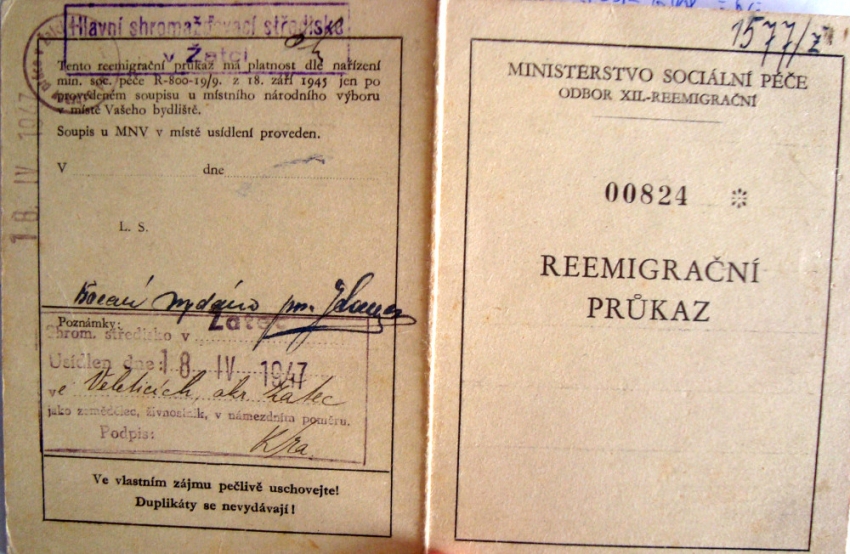 Hlavní shromažďovací středisko
v Žatci
Tento reemigrační průkaz má platnost dle nařízení
min. soc. péče R-800-19/9. z 18. září 1945 jen po
provedeném soupisu u místního národního výboru
v místě Vašeho bydliště.
Soupis u MNV v místě usídlení proveden.
V dne
L. S.
18 IV 1947
vydáno
Poznámky:
Shrom. středisko v Žatec
Usídlen dne: 18 IV 1947
ve Veleticích, okr. Žatec
jako zemědělec, živnostník, v námezdním poměru.
Podpis:
Ve vlastním zájmu pečlivě uschovejte!
Duplikáty se nevydávají!
1577/ž
MINISTERSTVO SOCIÁLNÍ PÉČE
ODBOR XII.-REEMIGRAČNÍ
00824
REEMIGRAČNÍ
PRŮKAZ